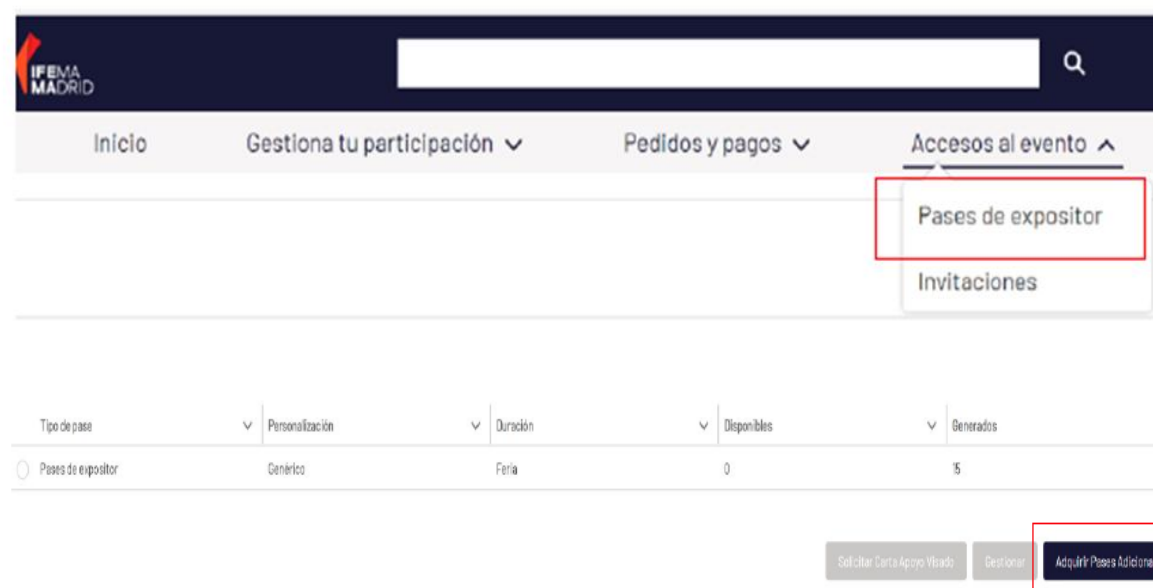 IFEMA
MADRID
Inicio Gestiona tu participación Pedidos y pagos Accesos al evento
Pases de expositor
Invitaciones
Tipo de pase Personalización Duración Disponibles Generados
Pases de expositor Genérico Feria 0 15
Solicitar Carta Apoyo Visado Gestionar Adquirir Pases Adiciona